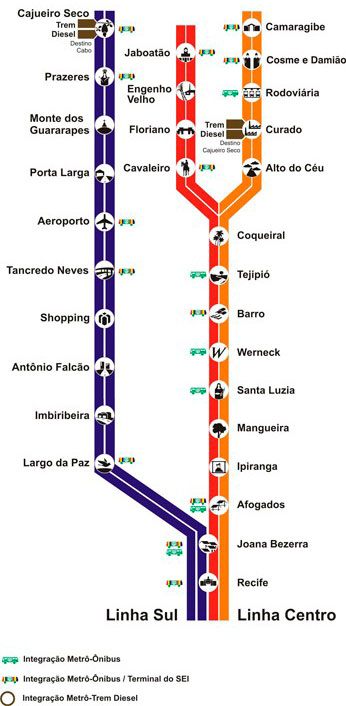 Cajueiro Seco
Trem
Diesel
Destino
Cabo
Prazeres
Monte dos
Guararapes
Porta Larga
Aeroporto
Tancredo Neves
Shopping
Antônio Falcão
Imbiribeira
Largo da Paz
Jaboatão
Engenho
Velho
Floriano
Cavaleiro
Camaragibe
Cosme e Damião
Rodoviária
Trem
Diesel
Destino
Cajueiro Seco
Curado
Alto do Céu
Coqueiral
Tejipió
Barro
Werneck
Santa Luzia
Mangueira
Ipiranga
Afogados
Joana Bezerra
Recife
Linha Sul
Linha Centro
Integração Metrô-Ônibus
Integração Metrô-Ônibus / Terminal do SEI
Integração Metrô-Trem Diesel